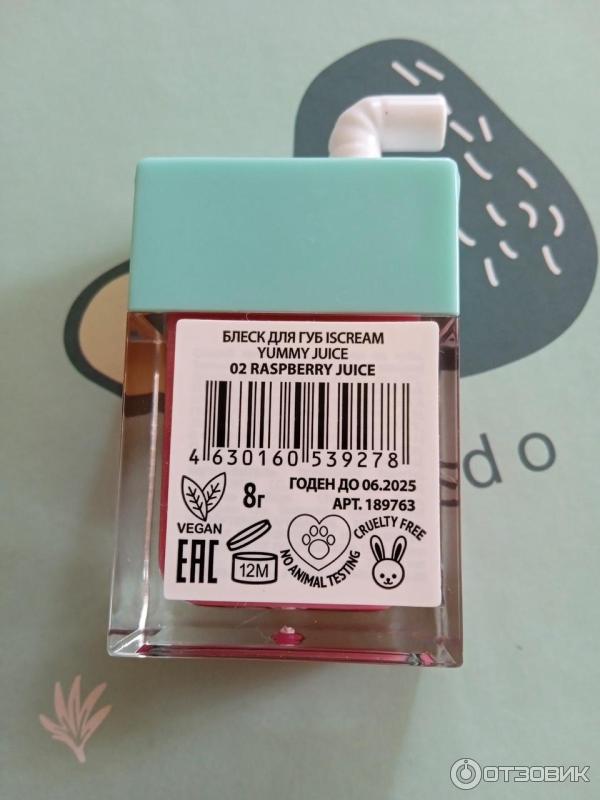 БЛЕСК ДЛЯ ГУБ ISCREAM
YUMMY JUICE
02 RASPBERRY JUICE
4 630160 539278
do
ГОДЕН ДО 06.2025
8г
АРТ. 189763
VEGAN
CRUELTY FREE
NO ANIMAL TESTING
EAC
12M
ОТЗОВИК